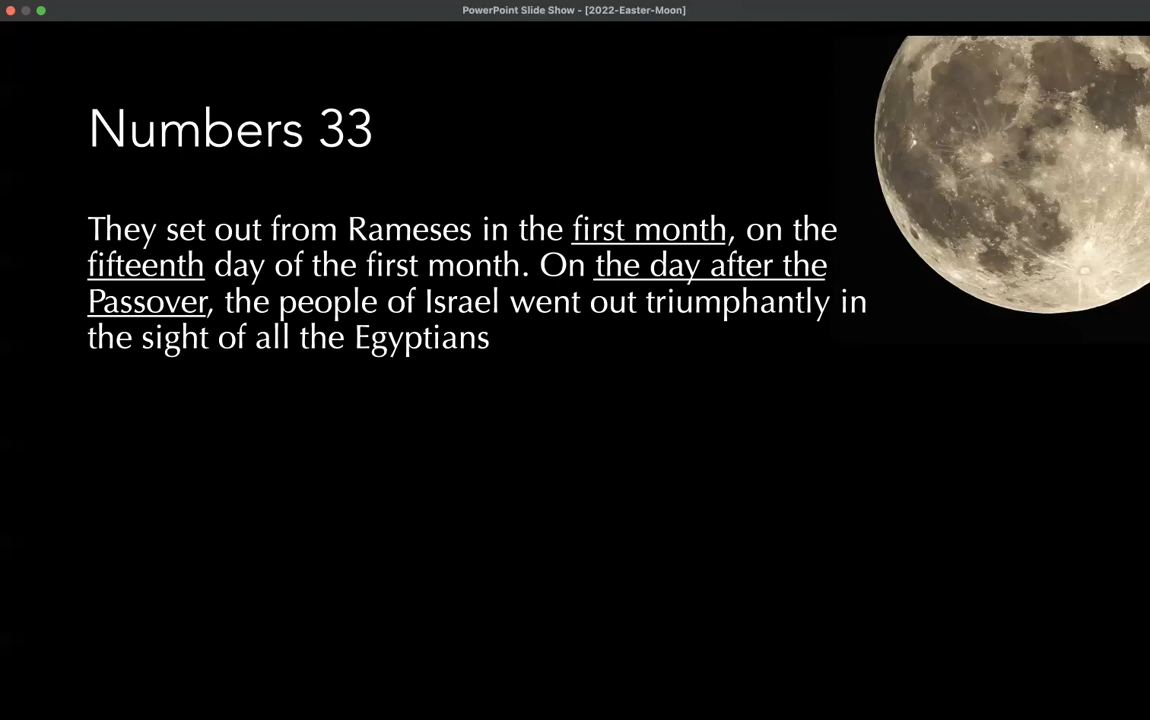 PowerPoint Slide Show - [2022-Easter-Moon]
Numbers 33
They set out from Rameses in the first month, on the
fifteenth day of the first month. On the day after the
Passover, the people of Israel went out triumphantly in
the sight of all the Egyptians